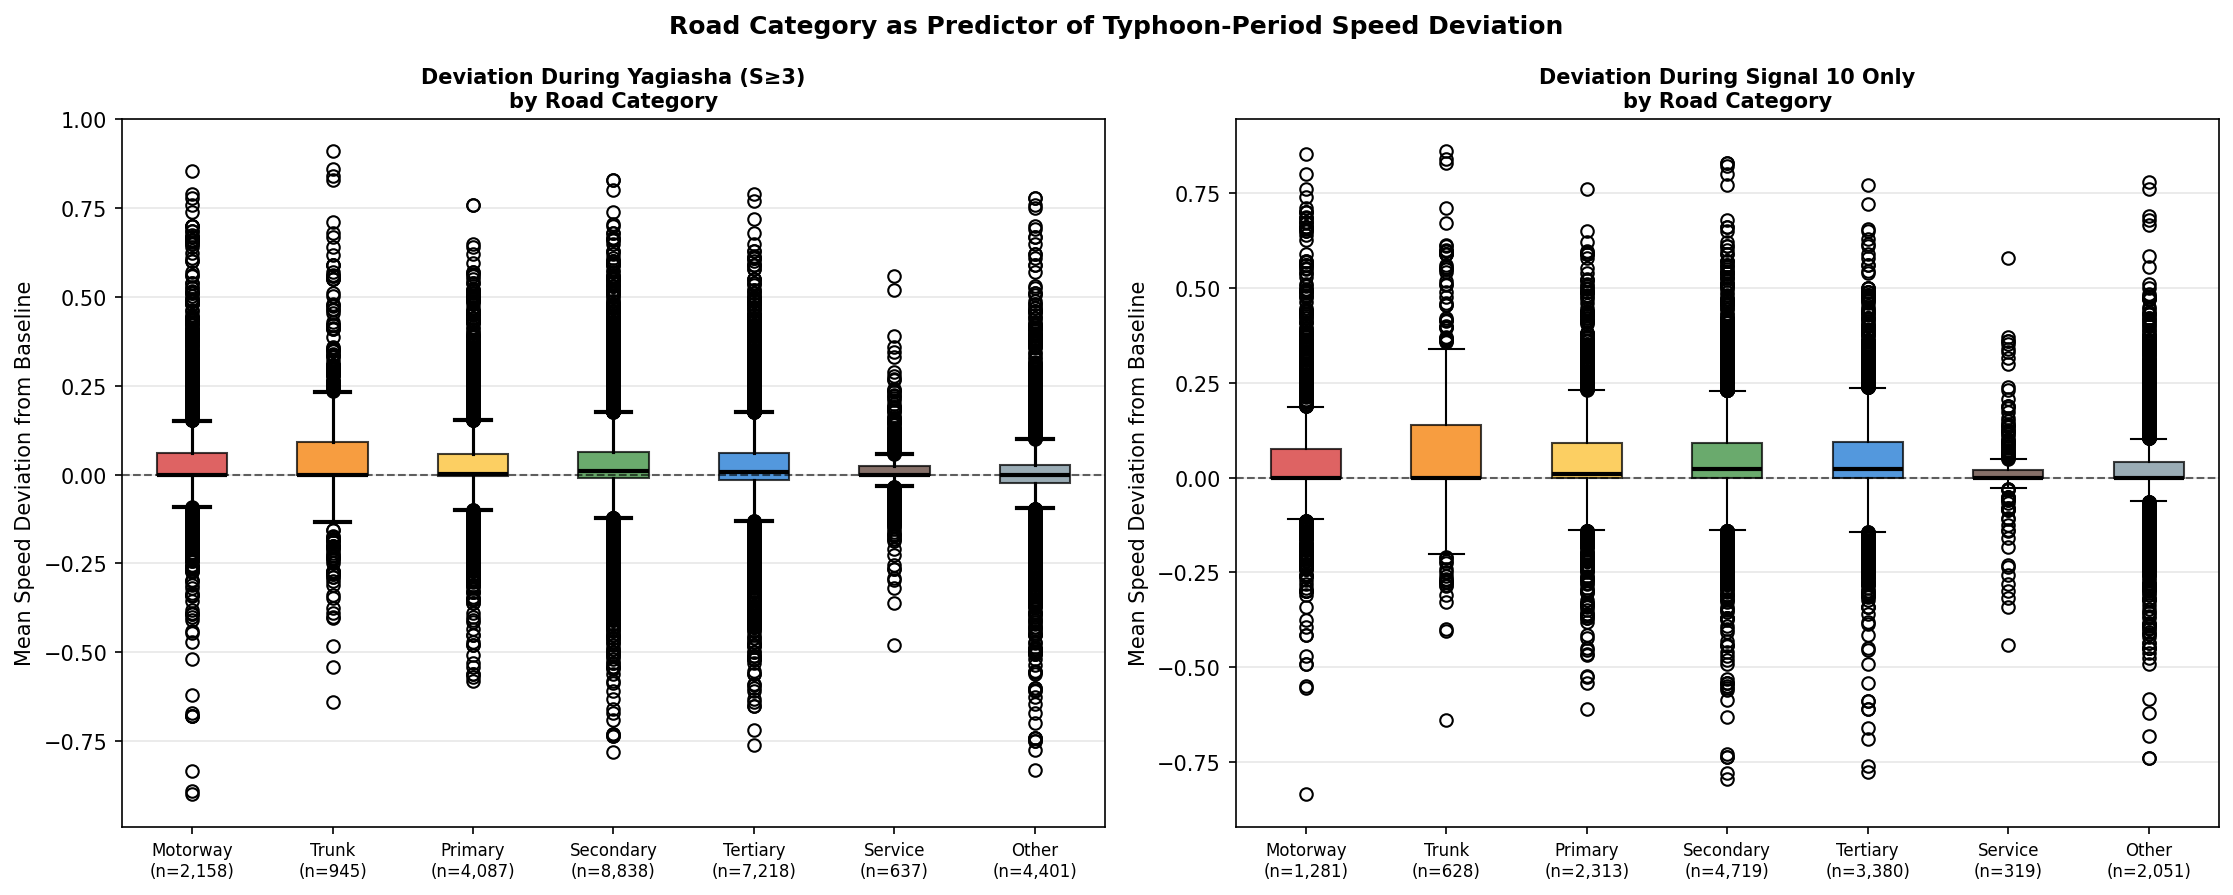 Road Category as Predictor of Typhoon-Period Speed Deviation
Deviation During Yagiasha (S≥3)
by Road Category
Mean Speed Deviation from Baseline
1.00
0.75
0.50
0.25
0.00
−0.25
−0.50
−0.75
Motorway
(n=2,158)
Trunk
(n=945)
Primary
(n=4,087)
Secondary
(n=8,838)
Tertiary
(n=7,218)
Service
(n=637)
Other
(n=4,401)
Deviation During Signal 10 Only
by Road Category
Mean Speed Deviation from Baseline
0.75
0.50
0.25
0.00
−0.25
−0.50
−0.75
Motorway
(n=1,281)
Trunk
(n=628)
Primary
(n=2,313)
Secondary
(n=4,719)
Tertiary
(n=3,380)
Service
(n=319)
Other
(n=2,051)